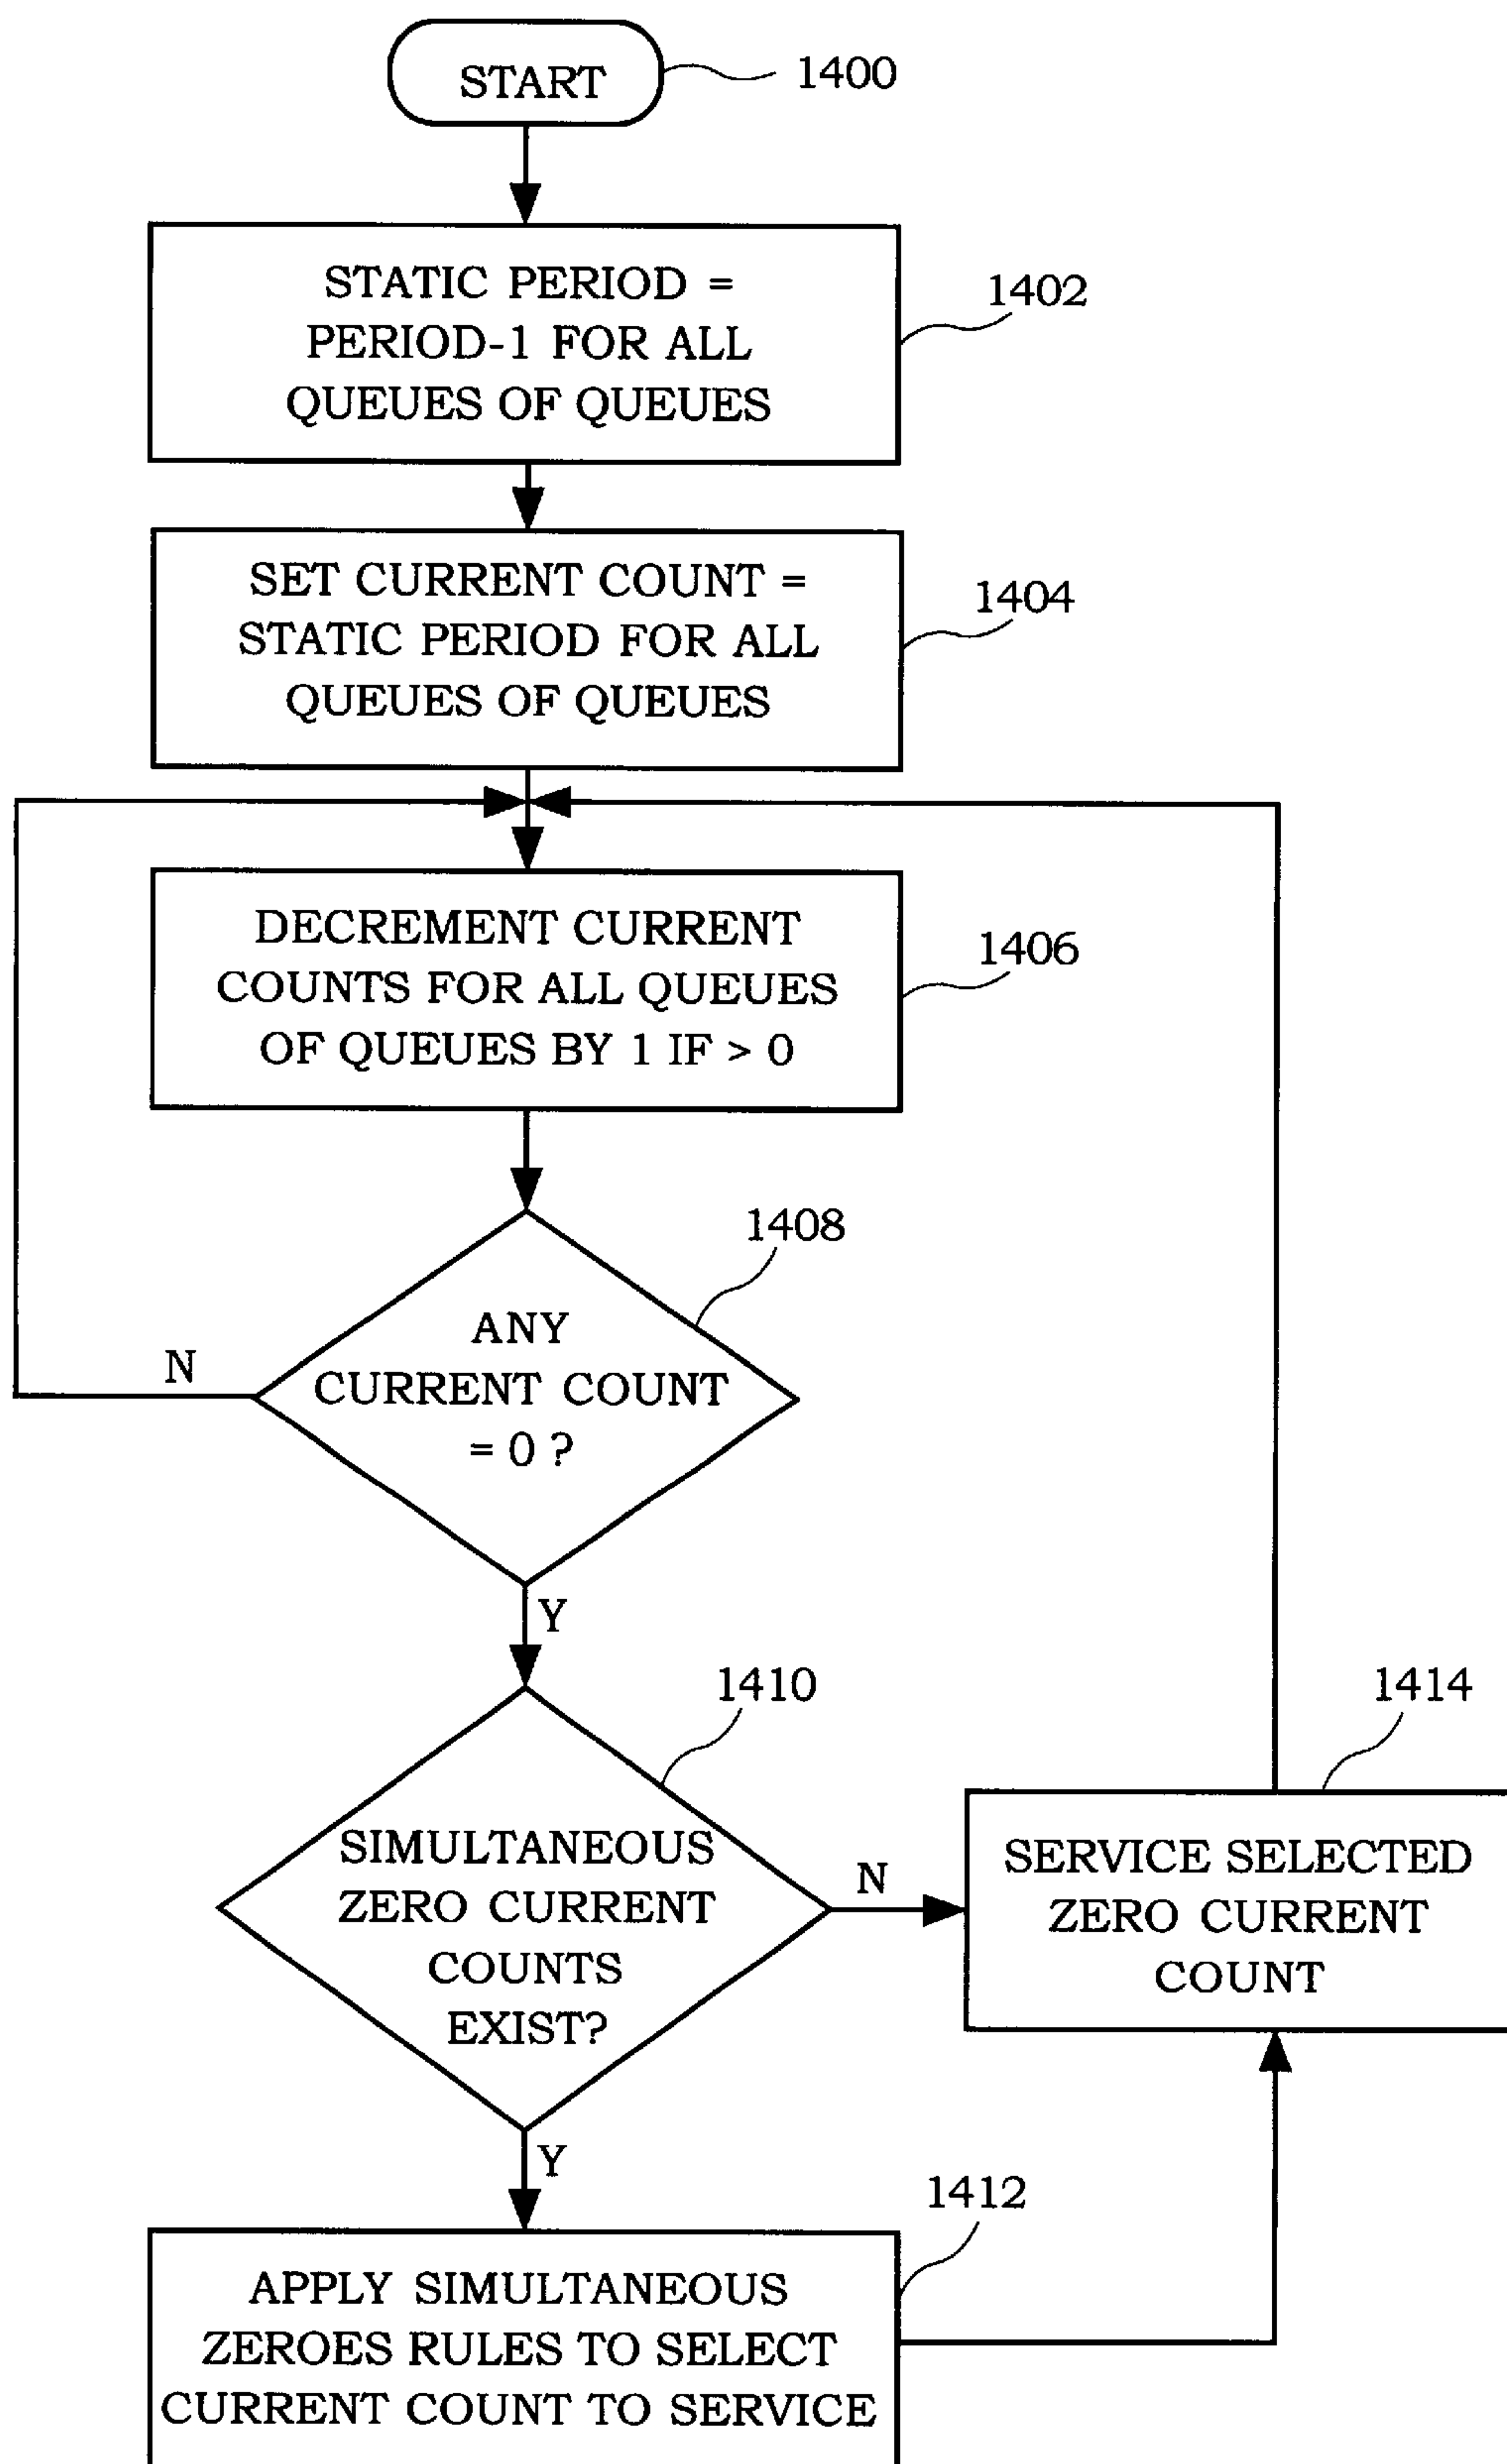 START
1400
STATIC PERIOD =
PERIOD-1 FOR ALL
QUEUES OF QUEUES
1402
SET CURRENT COUNT =
STATIC PERIOD FOR ALL
QUEUES OF QUEUES
1404
DECREMENT CURRENT
COUNTS FOR ALL QUEUES
OF QUEUES BY 1 IF > 0
1406
1408
ANY
CURRENT COUNT
= 0 ?
N
Y
1410
SIMULTANEOUS
ZERO CURRENT
COUNTS
EXIST?
N
1414
SERVICE SELECTED
ZERO CURRENT
COUNT
Y
1412
APPLY SIMULTANEOUS
ZEROES RULES TO SELECT
CURRENT COUNT TO SERVICE